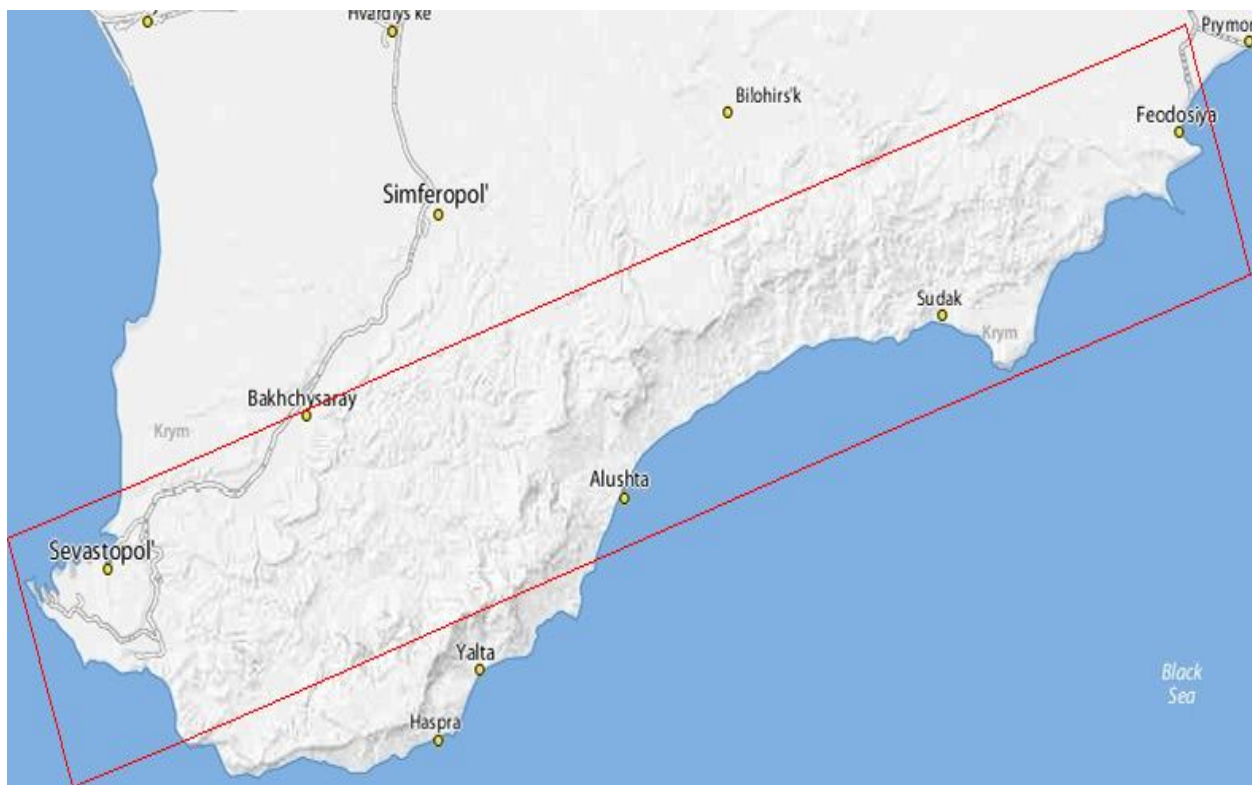 Hvardiys'ke
Prymor
Bilohirs'k
Feodosiya
Simferopol'
Sudak
Krym
Bakhchysaray
Krym
Alushta
Sevastopol'
Yalta
Black
Sea
Haspra